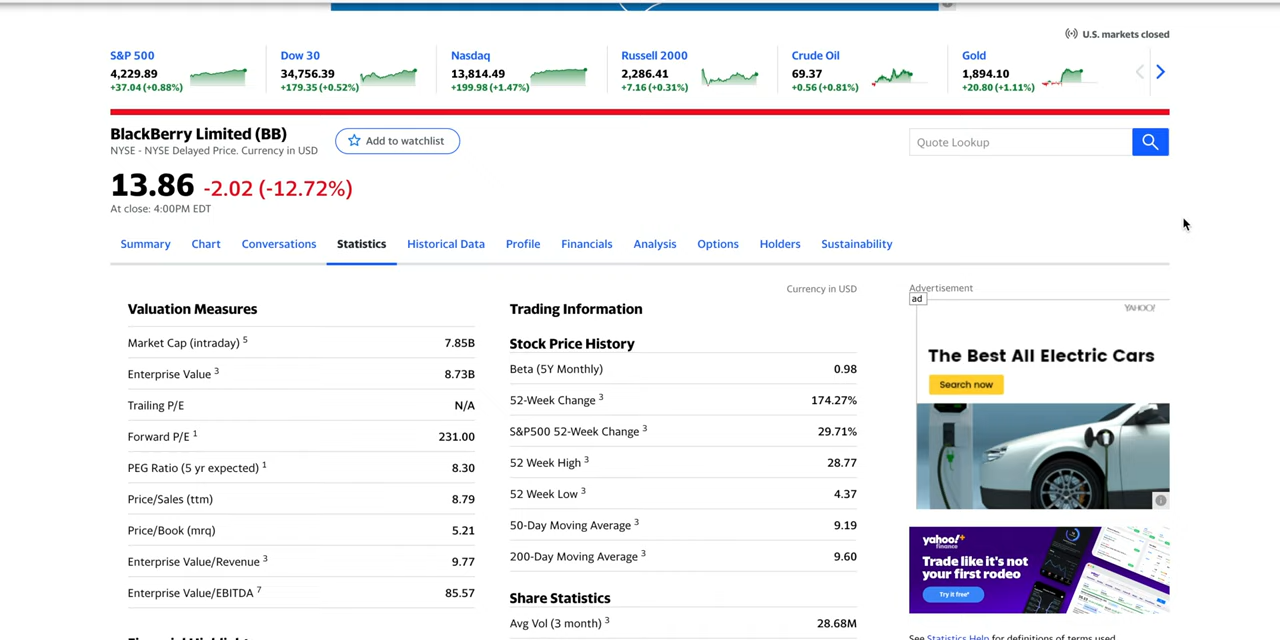 U.S. markets closed
S&P 500
4,229.89
+37.04 (+0.88%)
Dow 30
34,756.39
+179.35 (+0.52%)
Nasdaq
13,814.49
+199.98 (+1.47%)
Russell 2000
2,286.41
+7.16 (+0.31%)
Crude Oil
69.37
+0.56 (+0.81%)
Gold
1,894.10
+20.80 (+1.11%)
BlackBerry Limited (BB)
NYSE - NYSE Delayed Price. Currency in USD
Add to watchlist
Quote Lookup
13.86 -2.02 (-12.72%)
At close: 4:00PM EDT
Summary Chart Conversations Statistics Historical Data Profile Financials Analysis Options Holders Sustainability
Currency in USD
Valuation Measures
Market Cap (intraday) 5 7.85B
Enterprise Value 3 8.73B
Trailing P/E N/A
Forward P/E 1 231.00
PEG Ratio (5 yr expected) 1 8.30
Price/Sales (ttm) 8.79
Price/Book (mrq) 5.21
Enterprise Value/Revenue 3 9.77
Enterprise Value/EBITDA 7 85.57
Trading Information
Stock Price History
Beta (5Y Monthly) 0.98
52-Week Change 3 174.27%
S&P500 52-Week Change 3 29.71%
52 Week High 3 28.77
52 Week Low 3 4.37
50-Day Moving Average 3 9.19
200-Day Moving Average 3 9.60
Share Statistics
Avg Vol (3 month) 3 28.68M
Advertisement
ad
YAHOO!
The Best All Electric Cars
Search now
yahoo!+
finance
Trade like it's not
your first rodeo
Try it free*
See Statistics Help for definitions of terms used